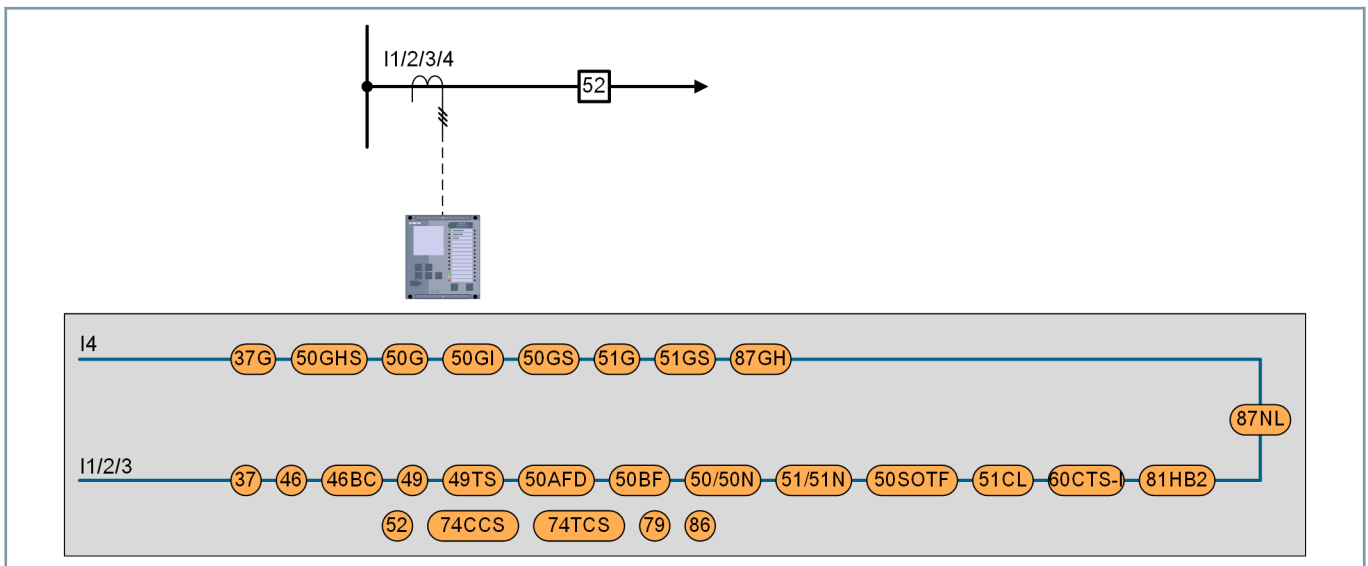 I1/2/3/4
52
I4
37G 50GHS 50G 50GI 50GS 51G 51GS 87GH
87NL
I1/2/3
37 46 46BC 49 49TS 50AFD 50BF 50/50N 51/51N 50SOTF 51CL 60CTS-I 81HB2
52 74CCS 74TCS 79 86